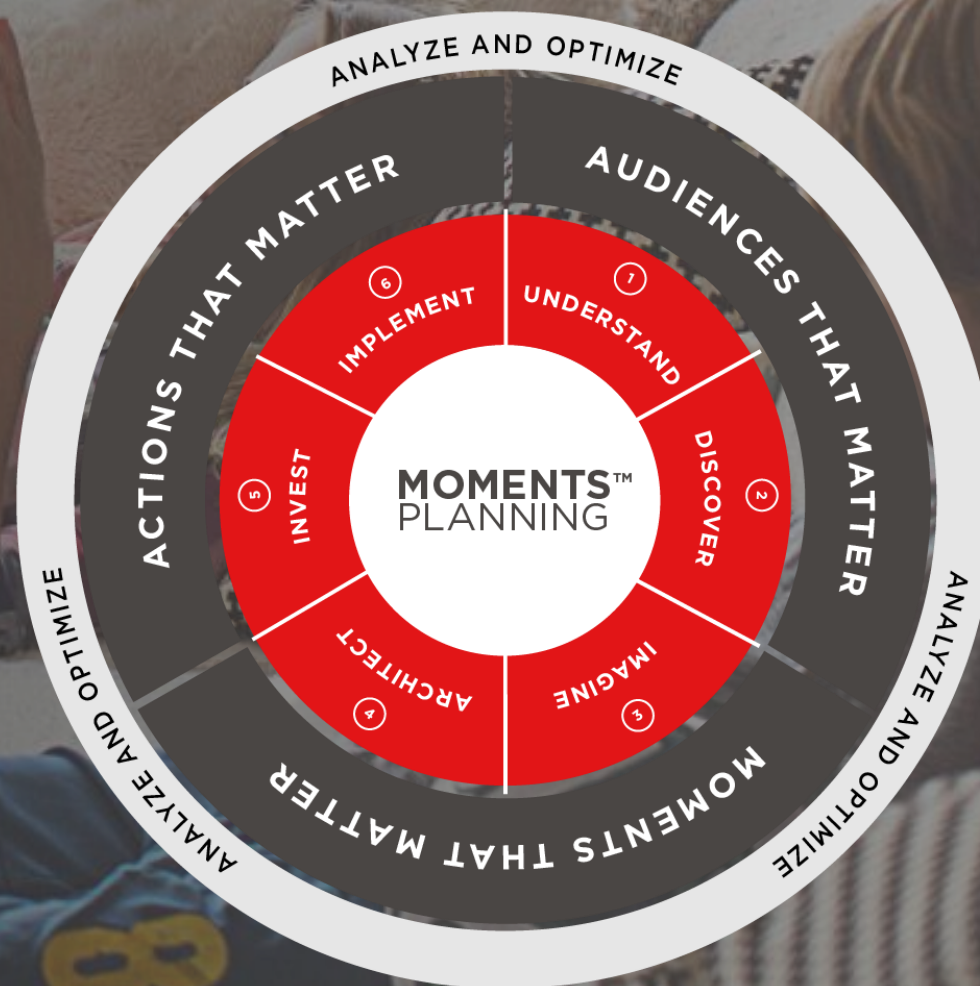 ANALYZE AND OPTIMIZE
ANALYZE AND OPTIMIZE
ANALYZE AND OPTIMIZE
AUDIENCES THAT MATTER
MOMENTS THAT MATTER
ACTIONS THAT MATTER
1
UNDERSTAND
2
DISCOVER
3
IMAGINE
4
ARCHITECT
5
INVEST
6
IMPLEMENT
MOMENTS™
PLANNING
8